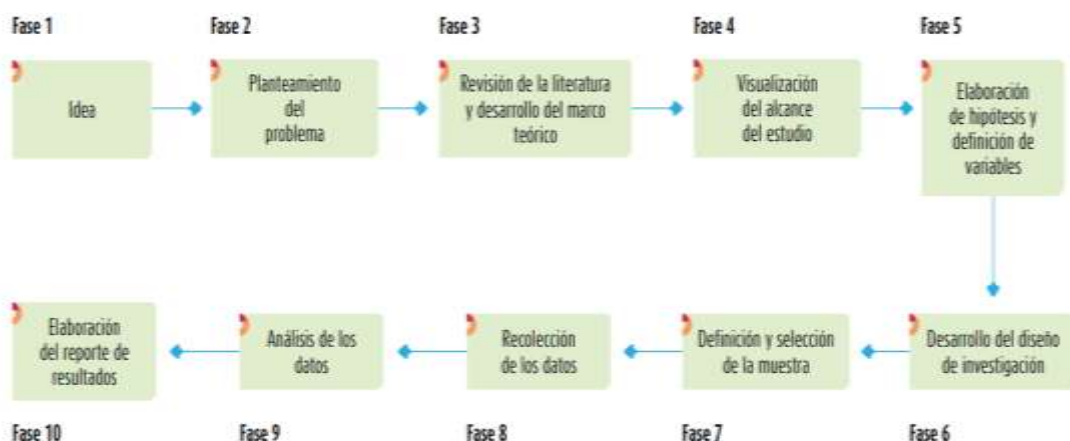 Fase 1
Idea
Fase 2
Planteamiento
del
problema
Fase 3
Revisión de la literatura
y desarrollo del marco
teórico
Fase 4
Visualización
del alcance
del estudio
Fase 5
Elaboración
de hipótesis y
definición de
variables
Desarrollo del diseño
de investigación
Fase 6
Definición y selección
de la muestra
Fase 7
Recolección
de los datos
Fase 8
Análisis de los
datos
Fase 9
Elaboración
del reporte de
resultados
Fase 10